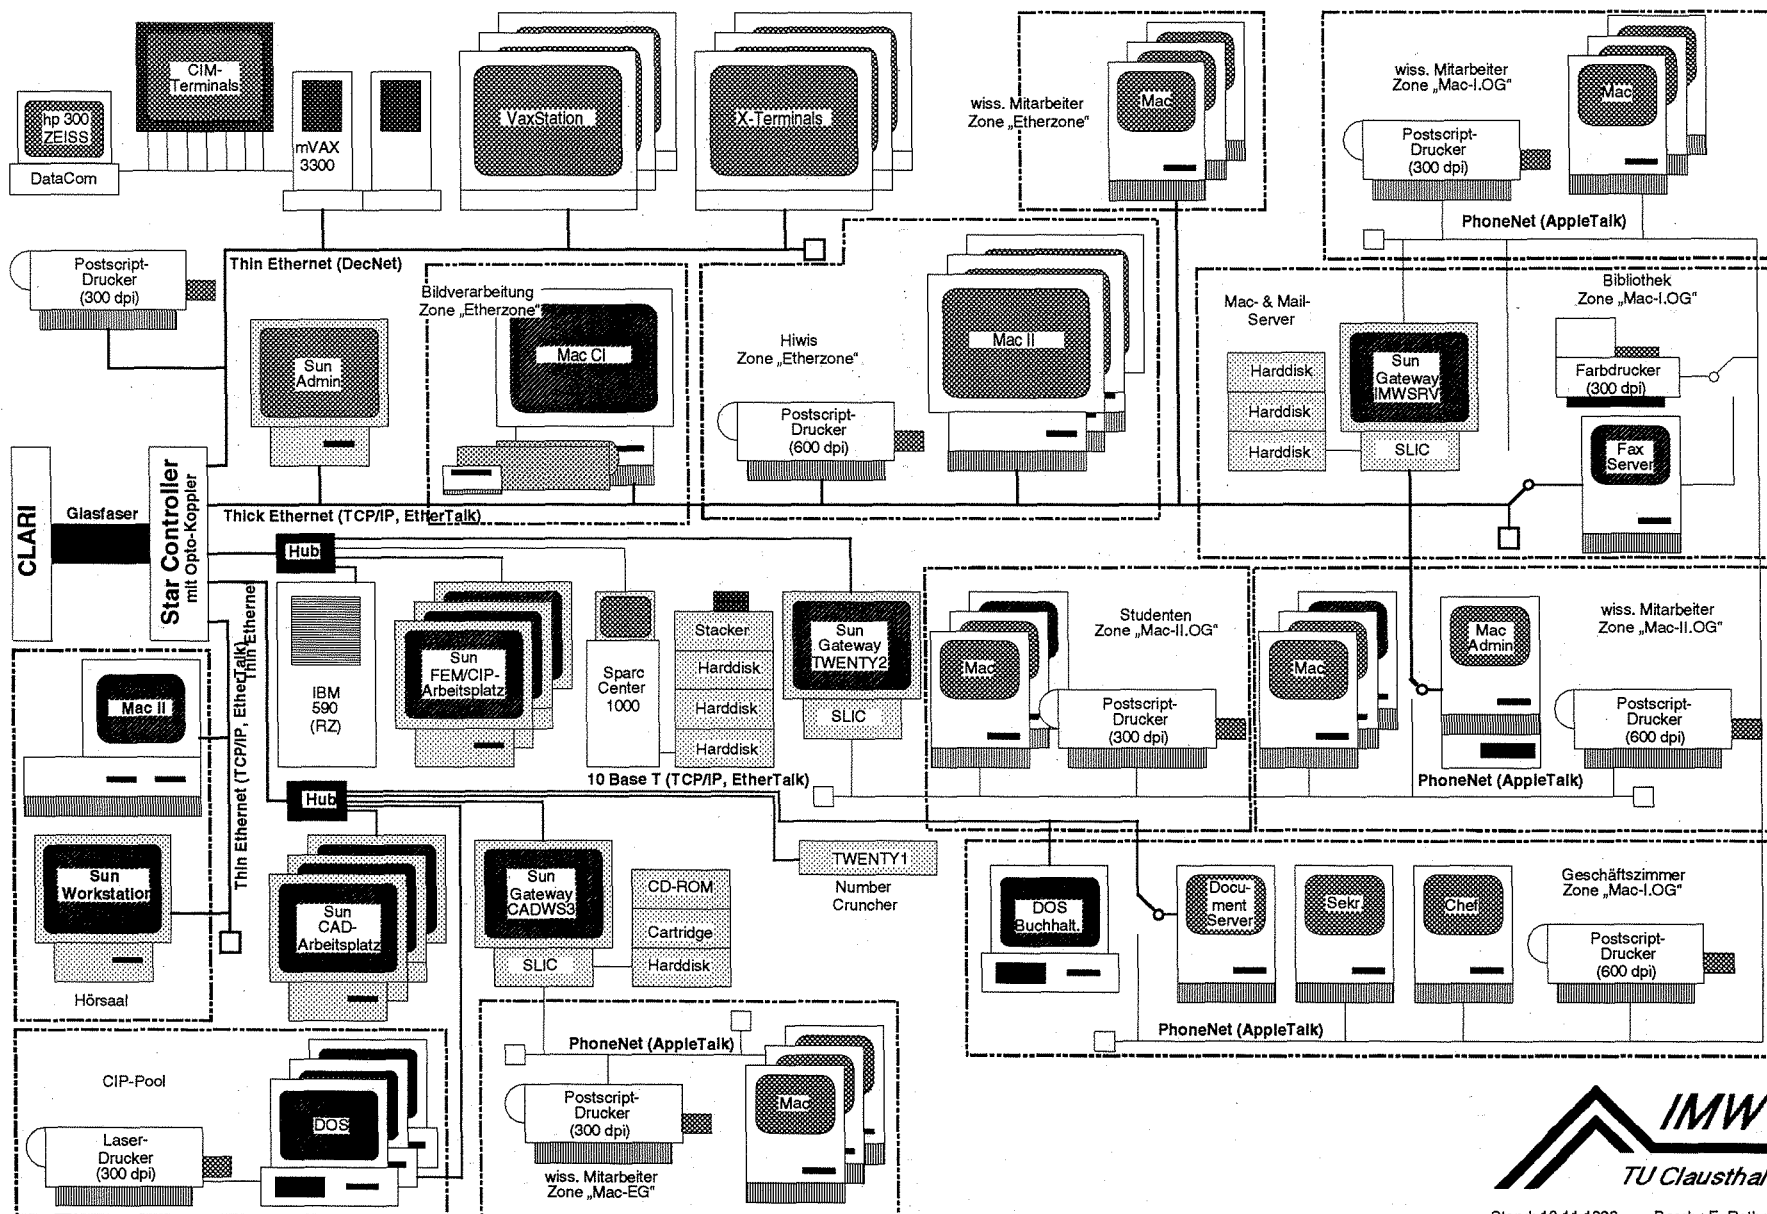 CIM-
Terminals
hp 300
ZEISS
DataCom
mVAX
3300
VaxStation
X-Terminals
wiss. Mitarbeiter
Zone „Etherzone“
Mac
wiss. Mitarbeiter
Zone „Mac-I.OG“
Postscript-
Drucker
(300 dpi)
Mac
PhoneNet (AppleTalk)
Thin Ethernet (DecNet)
Postscript-
Drucker
(300 dpi)
Sun
Admin
Bildverarbeitung
Zone „Etherzone“
Mac CI
Hiwis
Zone „Etherzone“
Postscript-
Drucker
(600 dpi)
Mac II
Mac- & Mail-
Server
Harddisk
Harddisk
Harddisk
Sun
Gateway
IMWSRV
SLIC
Bibliothek
Zone „Mac-I.OG“
Farbdrucker
(300 dpi)
Fax
Server
CLARI
Glasfaser
Star Controller
mit Opto-Koppler
Thick Ethernet (TCP/IP, EtherTalk)
Hub
Thin Ethernet
Thin Ethernet (TCP/IP, EtherTalk)
IBM
590
(RZ)
Sun
FEM/CIP-
Arbeitsplatz
Sparc
Center
1000
Stacker
Harddisk
Harddisk
Harddisk
Sun
Gateway
TWENTY2
SLIC
10 Base T (TCP/IP, EtherTalk)
Studenten
Zone „Mac-II.OG“
Mac
Postscript-
Drucker
(300 dpi)
Mac
Mac
Admin
wiss. Mitarbeiter
Zone „Mac-II.OG“
Postscript-
Drucker
(600 dpi)
PhoneNet (AppleTalk)
Mac II
Sun
Workstation
Hörsaal
Hub
Sun
CAD-
Arbeitsplatz
Sun
Gateway
CADWS3
SLIC
CD-ROM
Cartridge
Harddisk
TWENTY1
Number
Cruncher
DOS
Buchhalt.
Docu-
ment
Server
Sekr.
Chef
Geschäftszimmer
Zone „Mac-I.OG“
Postscript-
Drucker
(600 dpi)
PhoneNet (AppleTalk)
CIP-Pool
Laser-
Drucker
(300 dpi)
DOS
PhoneNet (AppleTalk)
Postscript-
Drucker
(300 dpi)
wiss. Mitarbeiter
Zone „Mac-EG“
Mac
IMW
TU Clausthal